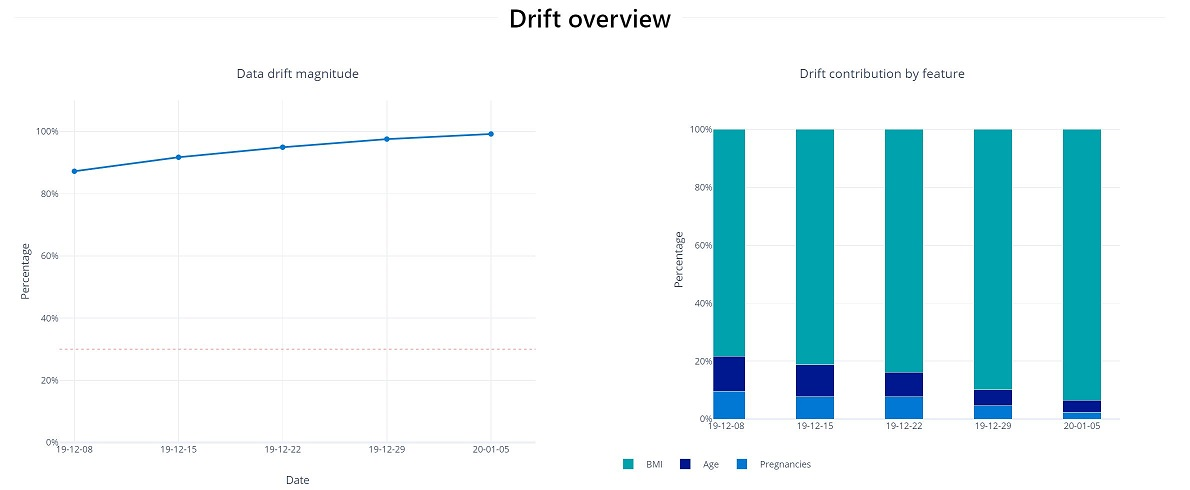 Drift overview
Data drift magnitude
100%
80%
60%
40%
20%
0%
Percentage
19-12-08 19-12-15 19-12-22 19-12-29 20-01-05
Date
Drift contribution by feature
100%
80%
60%
40%
20%
0%
Percentage
19-12-08 19-12-15 19-12-22 19-12-29 20-01-05
BMI Age Pregnancies